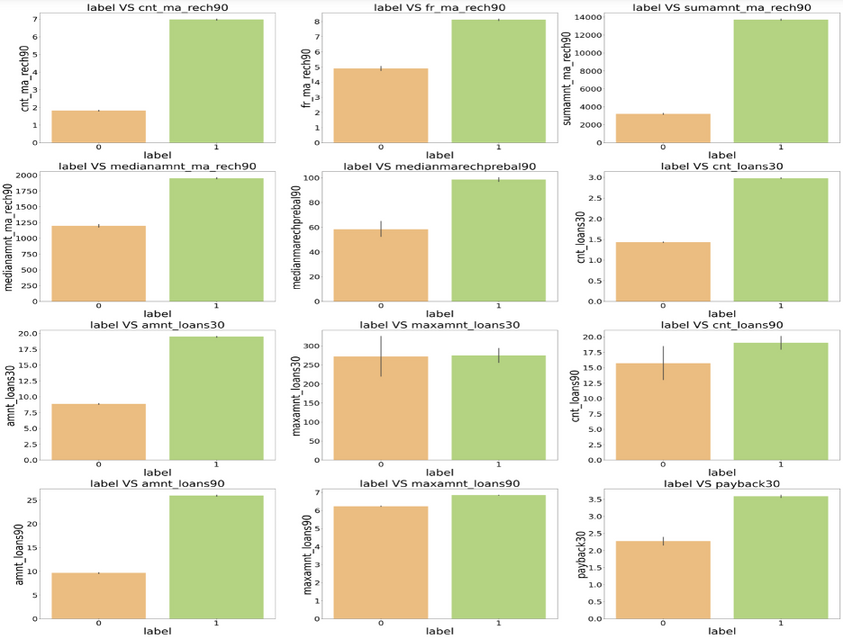 label VS cnt_ma_rech90
cnt_ma_rech90
7
6
5
4
3
2
1
0
0 1
label
label VS fr_ma_rech90
fr_ma_rech90
8
7
6
5
4
3
2
1
0
0 1
label
label VS sumamnt_ma_rech90
sumamnt_ma_rech90
14000
12000
10000
8000
6000
4000
2000
0
0 1
label
label VS medianamnt_ma_rech90
medianamnt_ma_rech90
2000
1750
1500
1250
1000
750
500
250
0
0 1
label
label VS medianmarechprebal90
medianmarechprebal90
100
80
60
40
20
0
0 1
label
label VS cnt_loans30
cnt_loans30
3.0
2.5
2.0
1.5
1.0
0.5
0.0
0 1
label
label VS amnt_loans30
amnt_loans30
20.0
17.5
15.0
12.5
10.0
7.5
5.0
2.5
0.0
0 1
label
label VS maxamnt_loans30
maxamnt_loans30
300
250
200
150
100
50
0
0 1
label
label VS cnt_loans90
cnt_loans90
20.0
17.5
15.0
12.5
10.0
7.5
5.0
2.5
0.0
0 1
label
label VS amnt_loans90
amnt_loans90
25
20
15
10
5
0
0 1
label
label VS maxamnt_loans90
maxamnt_loans90
7
6
5
4
3
2
1
0
0 1
label
label VS payback30
payback30
3.5
3.0
2.5
2.0
1.5
1.0
0.5
0.0
0 1
label